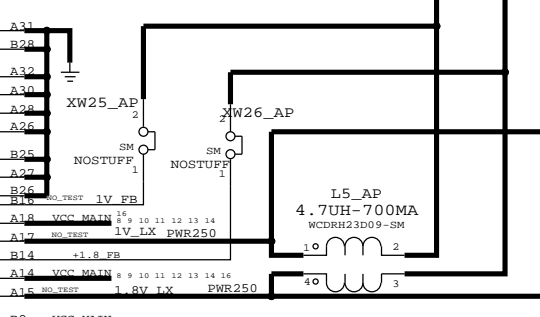 A31
B28
A32
A30
XW25_AP
2
A28
XW26_AP
2
A26
SM
NOSTUFF
1
SM
NOSTUFF
1
B25
A27
B26
B16 NO_TEST 1V_FB
L5_AP
4.7UH-700MA
WCDRH23D09-SM
A18 VCC_MAIN 16 8 9 10 11 12 13 14
A17 NO_TEST 1V_LX PWR250
1 2
B14 +1.8_FB
A14 VCC_MAIN 8 9 10 11 12 13 14 16
4 3
A15 NO_TEST 1.8V_LX PWR250